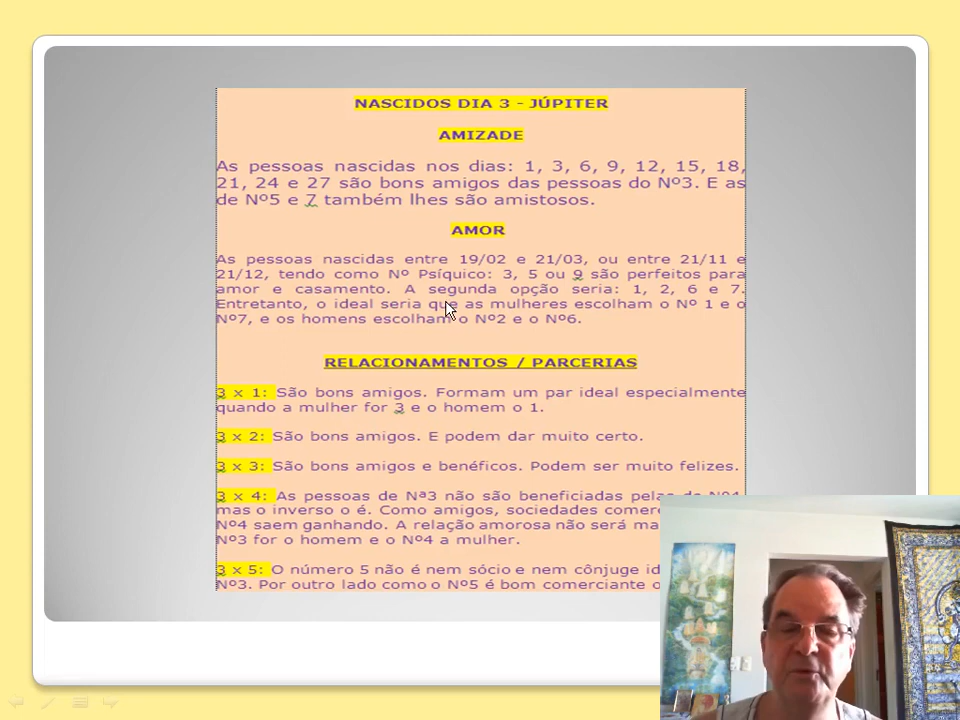 NASCIDOS DIA 3 - JÚPITER
AMIZADE
As pessoas nascidas nos dias: 1, 3, 6, 9, 12, 15, 18,
21, 24 e 27 são bons amigos das pessoas do Nº3. E as
de Nº5 e 7 também lhes são amistosos.
AMOR
As pessoas nascidas entre 19/02 e 21/03, ou entre 21/11 e
21/12, tendo como Nº Psíquico: 3, 5 ou 9 são perfeitos para
amor e casamento. A segunda opção seria: 1, 2, 6 e 7.
Entretanto, o ideal seria que as mulheres escolham o Nº 1 e o
Nº7, e os homens escolham o Nº2 e o Nº6.
RELACIONAMENTOS / PARCERIAS
3 x 1: São bons amigos. Formam um par ideal especialmente
quando a mulher for 3 e o homem o 1.
3 x 2: São bons amigos. E podem dar muito certo.
3 x 3: São bons amigos e benéficos. Podem ser muito felizes.
3 x 4: As pessoas de Nª3 não são beneficiadas pelas de Nº4,
mas o inverso o é. Como amigos, sociedades
Nº4 saem ganhando. A relação amorosa não será
Nº3 for o homem e o Nº4 a mulher.
3 x 5: O número 5 não é nem sócio e nem cônjuge
Nº3. Por outro lado como o Nº5 é bom comerciante o